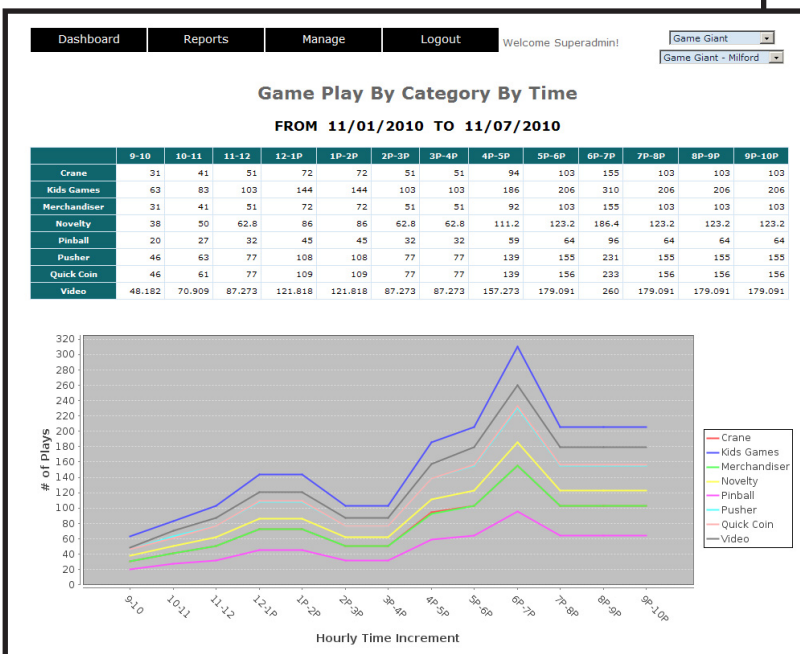 Dashboard Reports Manage Logout Welcome Superadmin! Game Giant
Game Giant - Milford
Game Play By Category By Time
FROM 11/01/2010 TO 11/07/2010
9-10 10-11 11-12 12-1P 1P-2P 2P-3P 3P-4P 4P-5P 5P-6P 6P-7P 7P-8P 8P-9P 9P-10P
Crane 31 41 51 72 72 51 51 94 103 155 103 103 103
Kids Games 63 83 103 144 144 103 103 186 206 310 206 206 206
Merchandiser 31 41 51 72 72 51 51 92 103 155 103 103 103
Novelty 38 50 62.8 86 86 62.8 62.8 111.2 123.2 186.4 123.2 123.2 123.2
Pinball 20 27 32 45 45 32 32 59 64 96 64 64 64
Pusher 46 63 77 108 108 77 77 139 155 231 155 155 155
Quick Coin 46 61 77 109 109 77 77 139 156 233 156 156 156
Video 48.182 70.909 87.273 121.818 121.818 87.273 87.273 157.273 179.091 260 179.091 179.091 179.091
320
300
280
260
240
220
200
180
160
140
120
100
80
60
40
20
0
# of Plays
9-10 10-11 11-12 12-1P 1P-2P 2P-3P 3P-4P 4P-5P 5P-6P 6P-7P 7P-8P 8P-9P 9P-10P
Hourly Time Increment
Crane
Kids Games
Merchandiser
Novelty
Pinball
Pusher
Quick Coin
Video